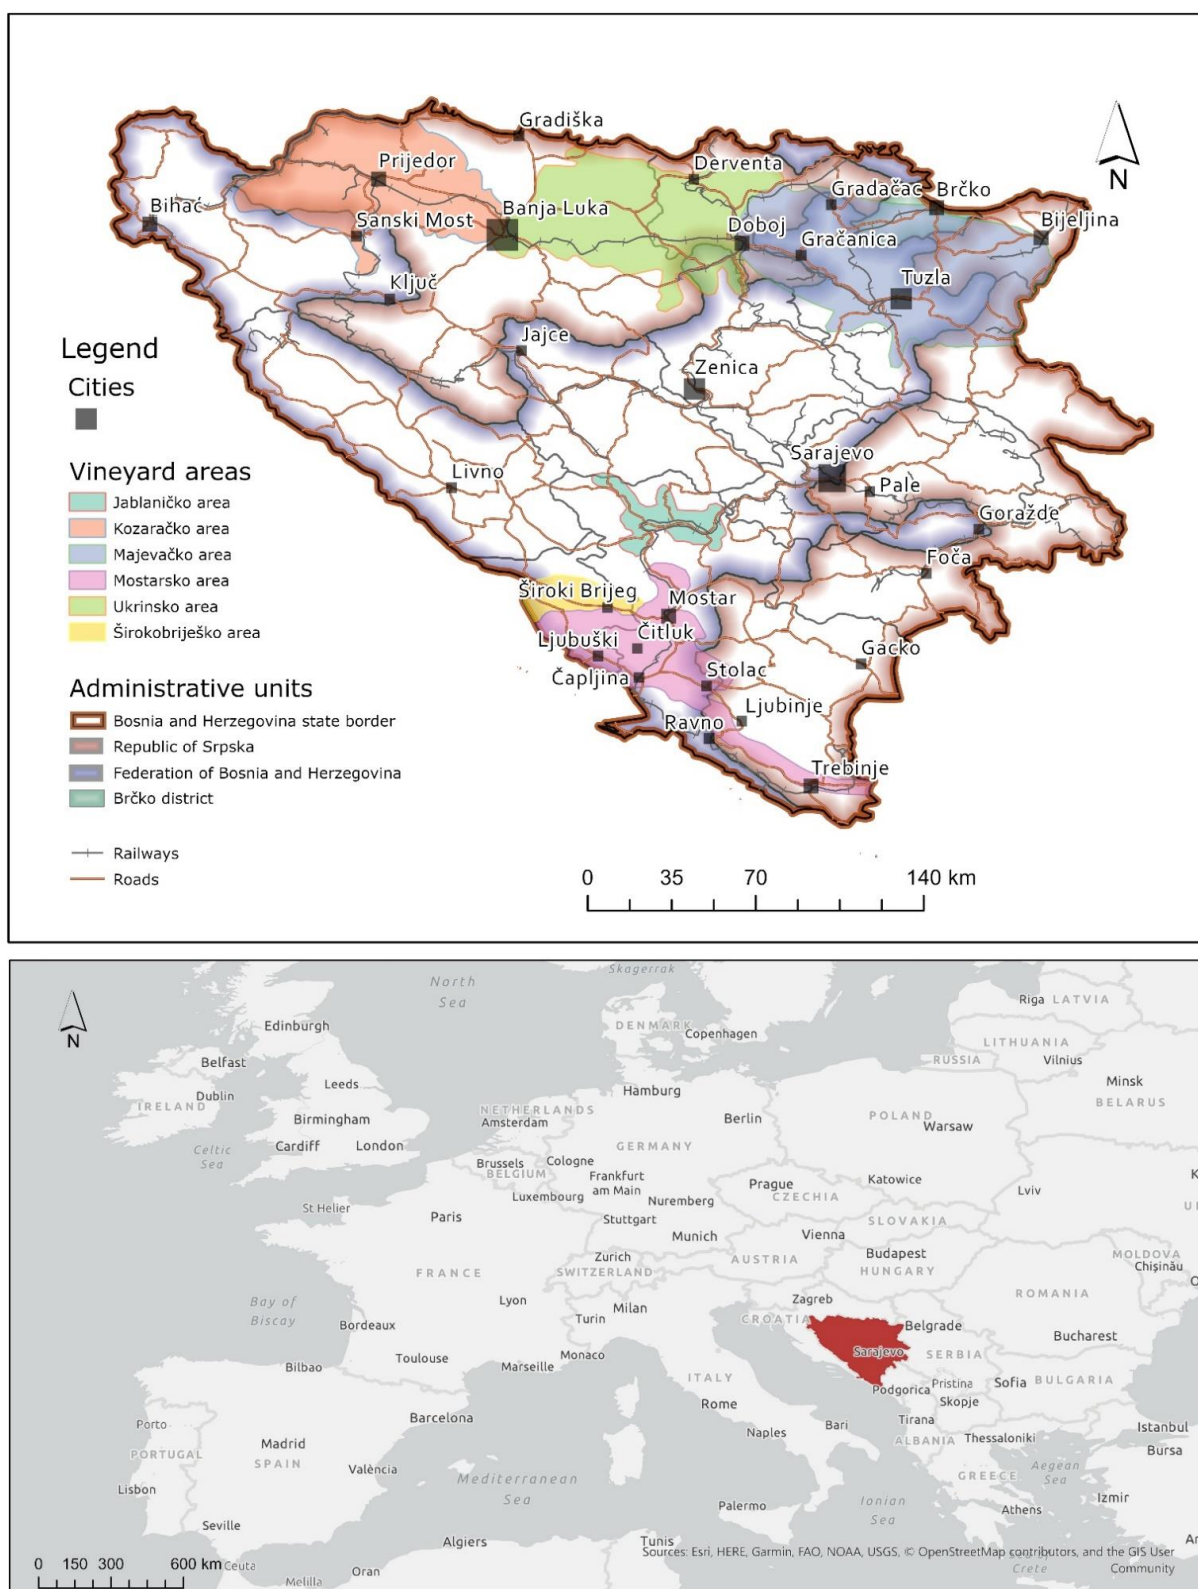 Gradiška
Prijedor
Derventa
Gradačac
Brčko
Bihać
Sanski Most
Banja Luka
Doboj
Bijeljina
Gračanica
Ključ
Tuzla
N
Jajce
Zenica
Livno
Sarajevo
Pale
Goražde
Foča
Široki Brijeg
Mostar
Ljubuški
Čitluk
Čapljina
Stolac
Gacko
Ravno
Ljubinje
Trebinje
Legend
Cities
Vineyard areas
Jablaničko area
Kozaračko area
Majevačko area
Mostarsko area
Ukrinsko area
Širokobriješko area
Administrative units
Bosnia and Herzegovina state border
Republic of Srpska
Federation of Bosnia and Herzegovina
Brčko district
Railways
Roads
0 35 70 140 km
N
North
Sea
Skagerrak
Edinburgh
DENMARK
Copenhagen
Riga LATVIA
LITHUANIA
Vilnius
RUSSIA
Minsk
BELARUS
Belfast
Dublin
IRELAND
Leeds
Birmingham
Cardiff
London
Celtic
Sea
NETHERLANDS
Amsterdam
Hamburg
Berlin
POLAND
Warsaw
GERMANY
Brussels
BELGIUM
Cologne
Frankfurt
am Main
Luxembourg
Nuremberg
Prague
CZECHIA
Katowice
Lviv
St Helier
Paris
Stuttgart
Munich
Vienna
SLOVAKIA
Budapest
HUNGARY
MOLDOVA
Chișinău
FRANCE
Zurich
SWITZERLAND
AUSTRIA
ROMANIA
Bay of
Biscay
Lyon
Turin
Milan
Zagreb
CROATIA
Belgrade
Bucharest
Bordeaux
Toulouse
Marseille
Monaco
Sarajevo
SERBIA
Bilbao
ITALY
Podgorica
Pristina
Sofia
BULGARIA
Skopje
Porto
PORTUGAL
Lisbon
Madrid
SPAIN
Barcelona
València
Rome
Naples
Bari
Tirana
ALBANIA
Thessaloniki
Istanbul
Bursa
Mediterranean
Sea
Aegean
Sea
GREECE
Izmir
Athens
Ionian
Sea
Palermo
Seville
Algiers
Tunis
Ceuta
Oran
Melilla
0 150 300 600 km
Sources: Esri, HERE, Garmin, FAO, NOAA, USGS, © OpenStreetMap contributors, and the GIS User
Community